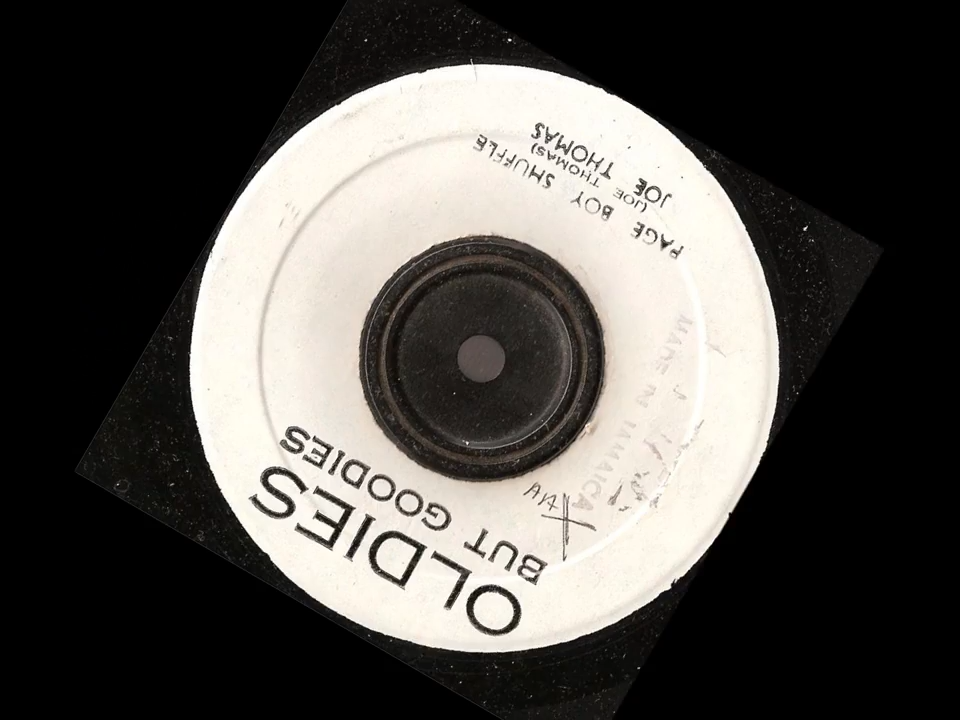 OLDIES
BUT GOODIES
MADE IN JAMAICA
PAGE BOY SHUFFLE
(JOE THOMAS)
JOE THOMAS